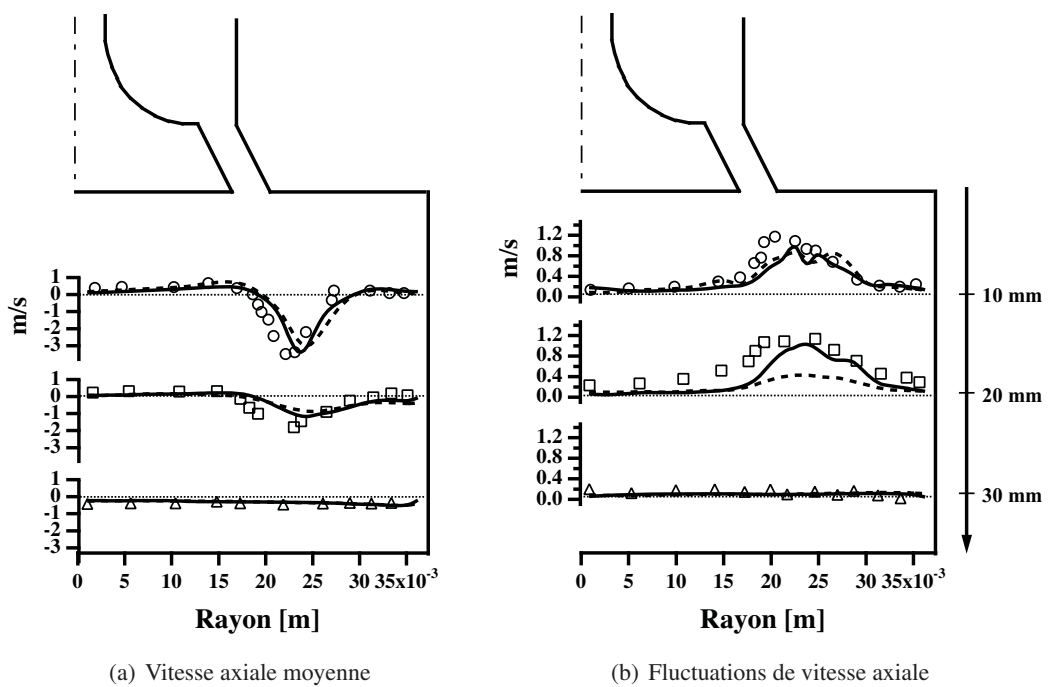 m/s
1
0
-1
-2
-3
1
0
-1
-2
-3
1
0
-1
-2
-3
0 5 10 15 20 25 30 35x10⁻³
Rayon [m]
(a) Vitesse axiale moyenne
m/s
1.2
0.8
0.4
0.0
1.2
0.8
0.4
0.0
1.2
0.8
0.4
0.0
0 5 10 15 20 25 30 35x10⁻³
Rayon [m]
10 mm
20 mm
30 mm
(b) Fluctuations de vitesse axiale